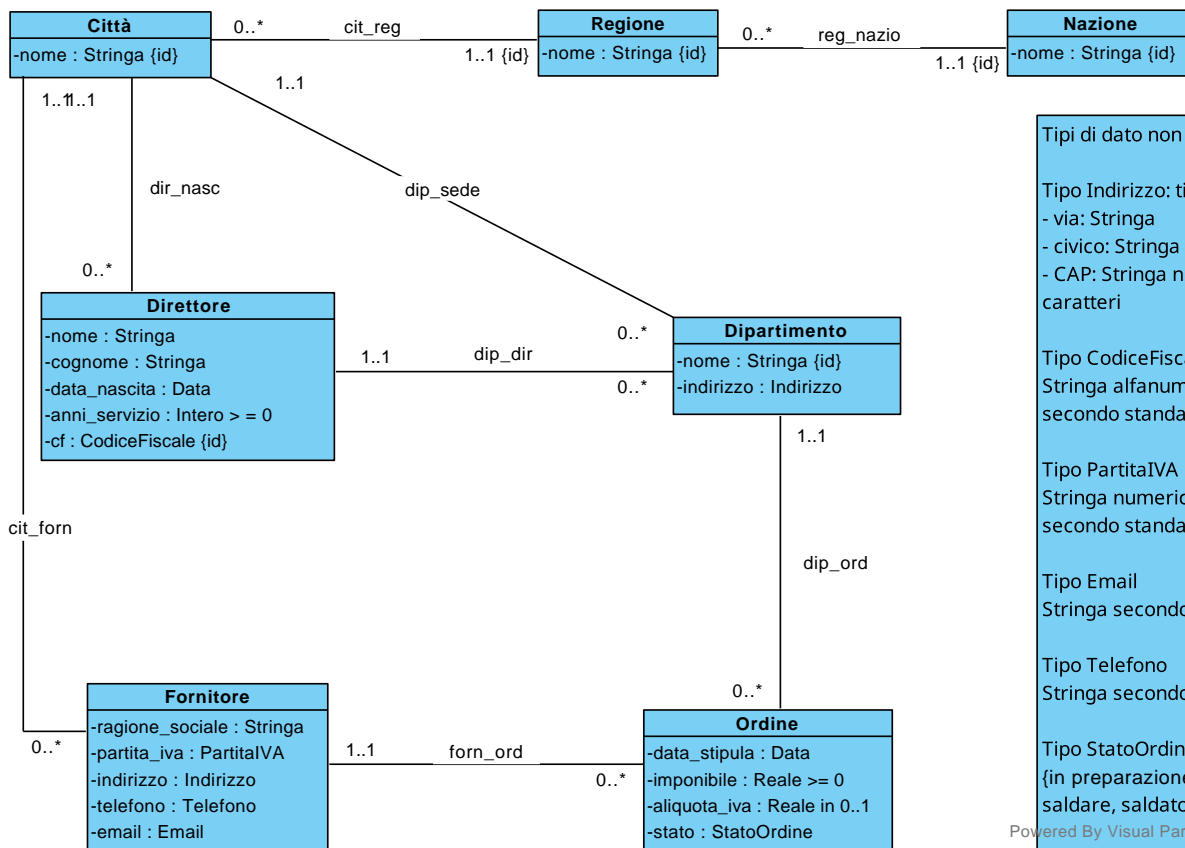 Città
-nome : Stringa {id}
0..*
cit_reg
1..1 {id}
Regione
-nome : Stringa {id}
0..*
reg_nazio
1..1 {id}
Nazione
-nome : Stringa {id}
1..1
1..1
1..1
dir_nasc
dip_sede
0..*
Direttore
-nome : Stringa
-cognome : Stringa
-data_nascita : Data
-anni_servizio : Intero > = 0
-cf : CodiceFiscale {id}
1..1
dip_dir
0..*
0..*
Dipartimento
-nome : Stringa {id}
-indirizzo : Indirizzo
1..1
cit_forn
dip_ord
0..*
0..*
Fornitore
-ragione_sociale : Stringa
-partita_iva : PartitaIVA
-indirizzo : Indirizzo
-telefono : Telefono
-email : Email
1..1
forn_ord
0..*
Ordine
-data_stipula : Data
-imponibile : Reale >= 0
-aliquota_iva : Reale in 0..1
-stato : StatoOrdine
Tipi di dato non
Tipo Indirizzo: ti
- via: Stringa
- civico: Stringa
- CAP: Stringa n
caratteri
Tipo CodiceFisc
Stringa alfanum
secondo standa
Tipo PartitaIVA
Stringa numeric
secondo standa
Tipo Email
Stringa secondo
Tipo Telefono
Stringa secondo
Tipo StatoOrdin
{in preparazione
saldare, saldato
Powered By Visual Par